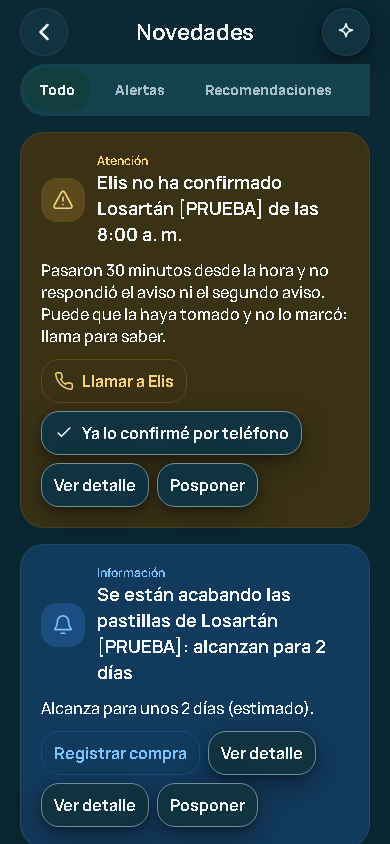 Novedades
Todo Alertas Recomendaciones
Atención
Elis no ha confirmado
Losartán [PRUEBA] de las
8:00 a. m.
Pasaron 30 minutos desde la hora y no
respondió el aviso ni el segundo aviso.
Puede que la haya tomado y no lo marcó:
llama para saber.
Llamar a Elis
Ya lo confirmé por teléfono
Ver detalle Posponer
Información
Se están acabando las
pastillas de Losartán
[PRUEBA]: alcanzan para 2
días
Alcanza para unos 2 días (estimado).
Registrar compra Ver detalle
Ver detalle Posponer